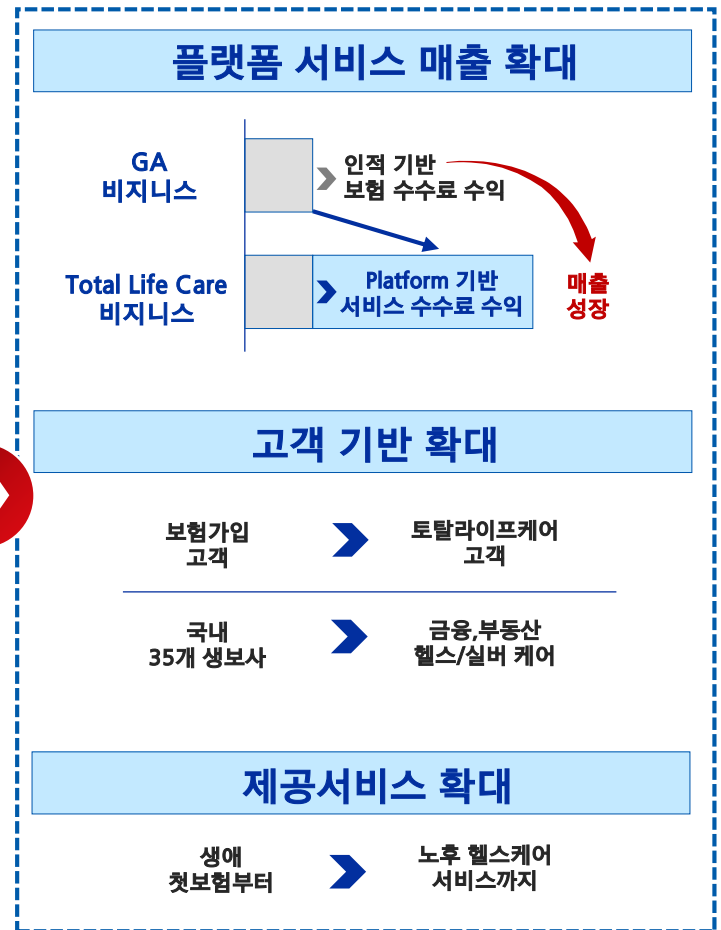 플랫폼 서비스 매출 확대
GA
비지니스
인적 기반
보험 수수료 수익
Total Life Care
비지니스
Platform 기반
서비스 수수료 수익
매출
성장
고객 기반 확대
보험가입
고객
토탈라이프케어
고객
국내
35개 생보사
금융,부동산
헬스/실버 케어
제공서비스 확대
생애
첫보험부터
노후 헬스케어
서비스까지